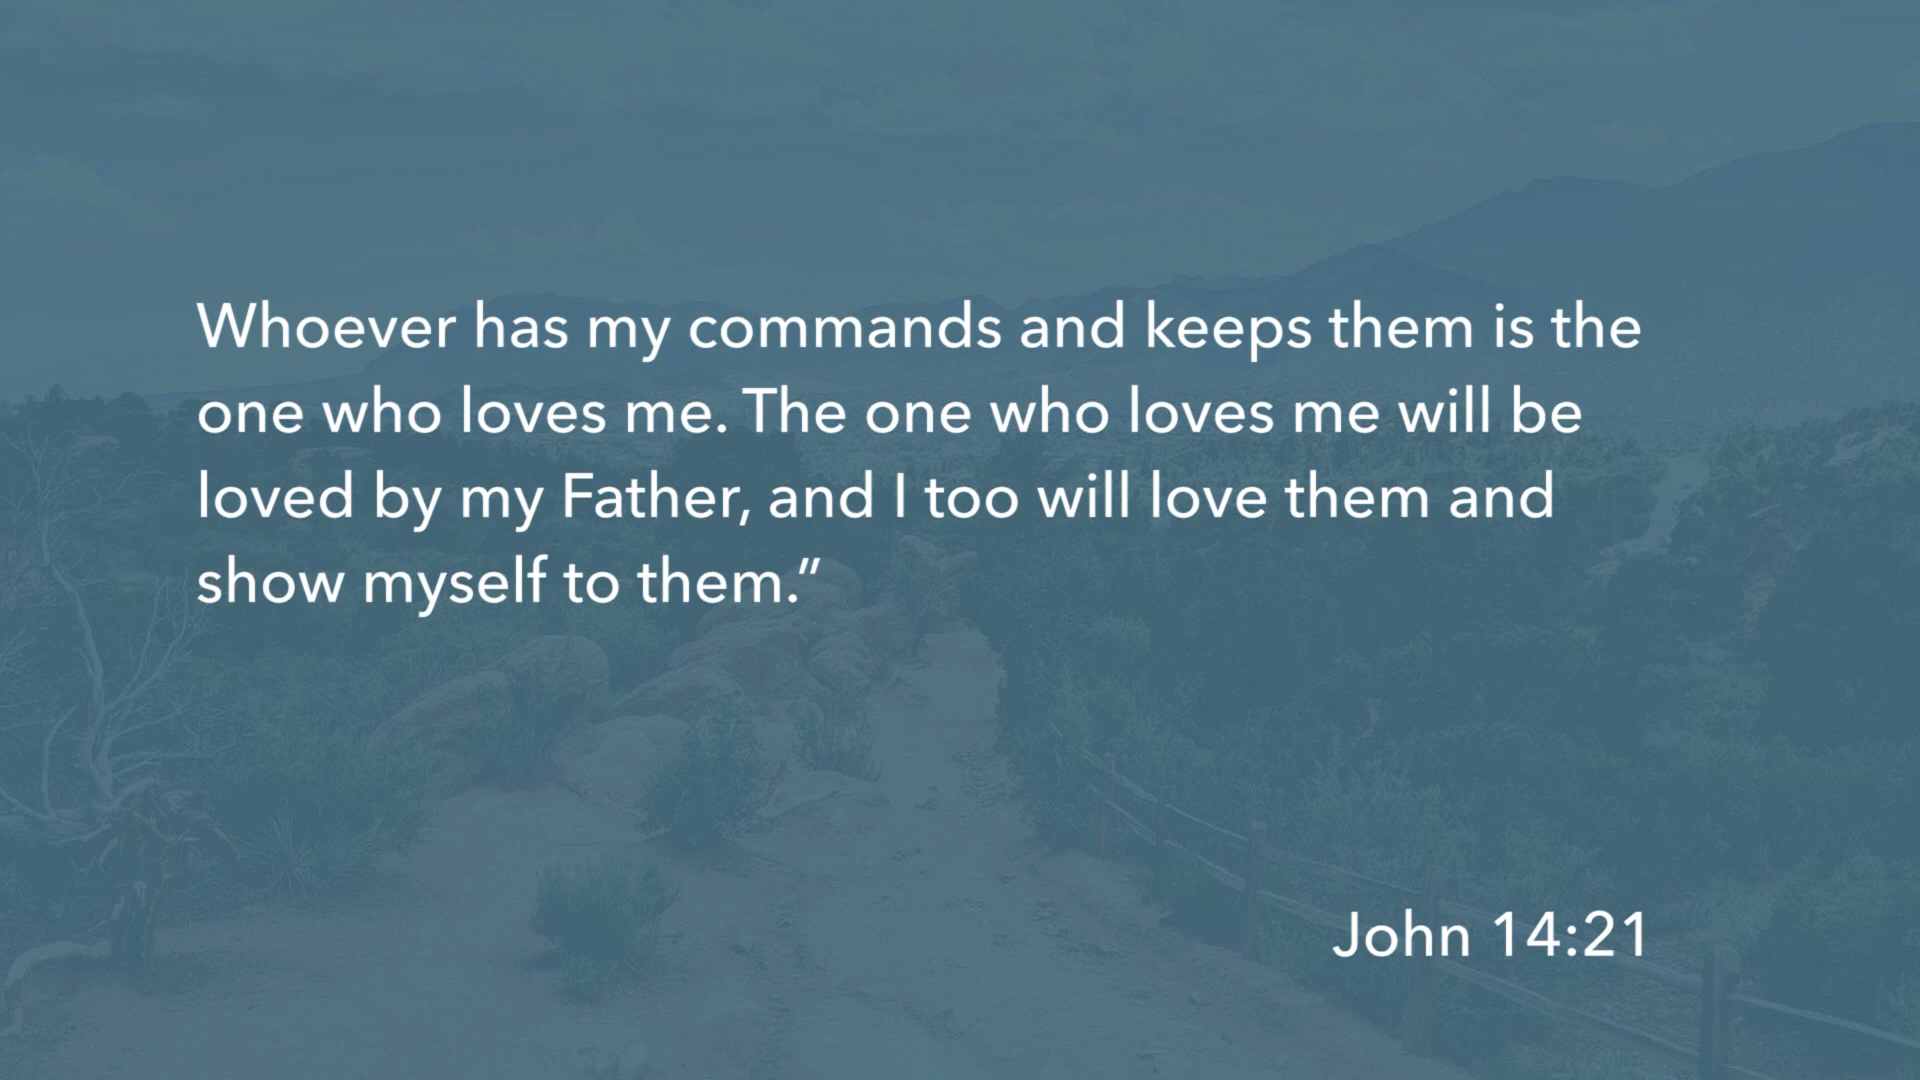 Whoever has my commands and keeps them is the
one who loves me. The one who loves me will be
loved by my Father, and I too will love them and
show myself to them.”
John 14:21